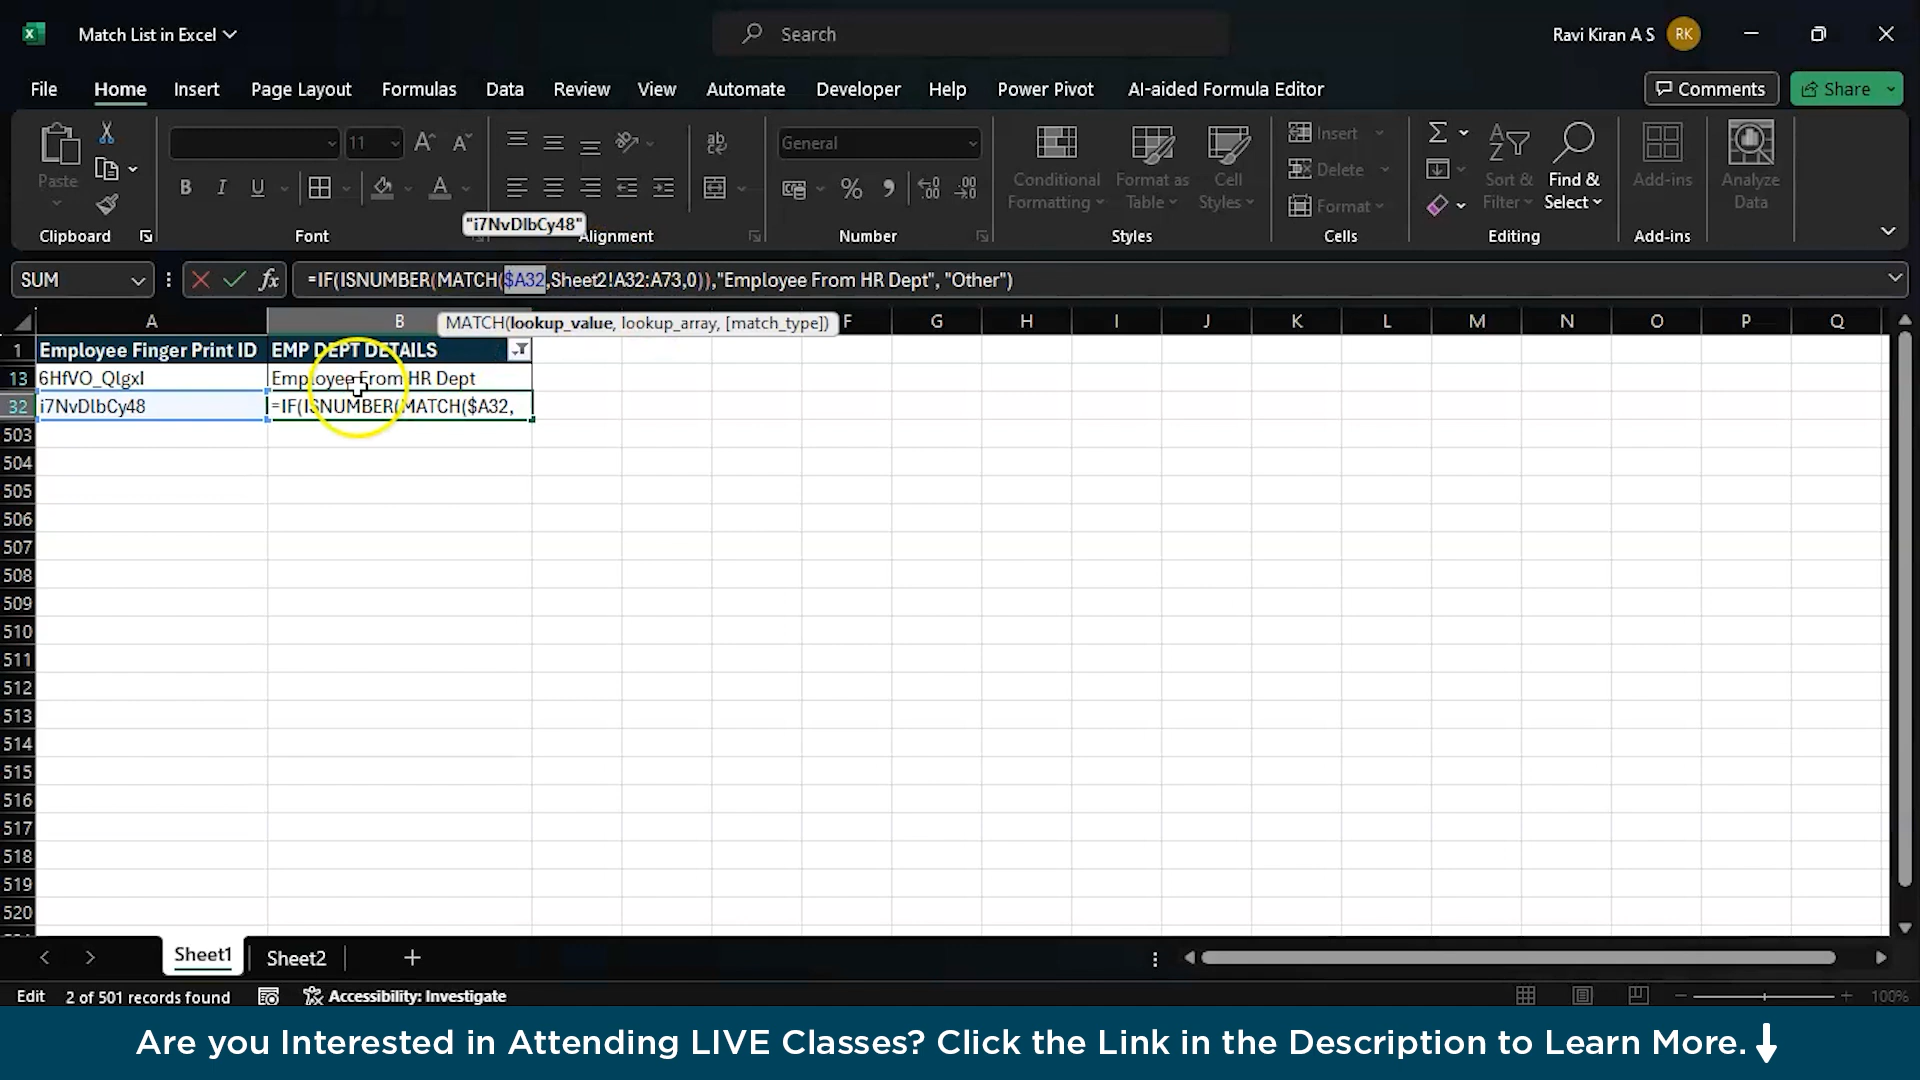 Match List in Excel
Search
Ravi Kiran A S
RK
File Home Insert Page Layout Formulas Data Review View Automate Developer Help Power Pivot AI-aided Formula Editor
Comments
Share
Paste
11
General
Conditional Formatting
Format as Table
Cell Styles
Insert
Delete
Format
Sort & Filter
Find & Select
Add-ins
Analyze Data
"i7NvDlbCy48"
Clipboard Font Alignment Number Styles Cells Editing Add-ins
SUM
=IF(ISNUMBER(MATCH($A32,Sheet2!A32:A73,0)),"Employee From HR Dept", "Other")
A B F G H I J K L M N O P Q
MATCH(lookup_value, lookup_array, [match_type])
1 Employee Finger Print ID EMP DEPT DETAILS
13 6HfVO_QlgxI Employee From HR Dept
32 i7NvDlbCy48 =IF(ISNUMBER(MATCH($A32,
503
504
505
506
507
508
509
510
511
512
513
514
515
516
517
518
519
520
Sheet1 Sheet2
Edit 2 of 501 records found Accessibility: Investigate 100%
Are you Interested in Attending LIVE Classes? Click the Link in the Description to Learn More.